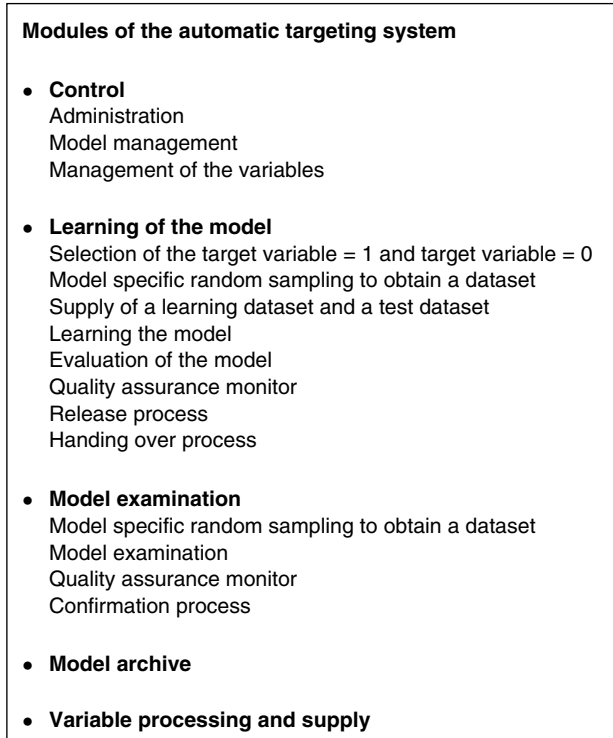 Modules of the automatic targeting system
• Control
Administration
Model management
Management of the variables
• Learning of the model
Selection of the target variable = 1 and target variable = 0
Model specific random sampling to obtain a dataset
Supply of a learning dataset and a test dataset
Learning the model
Evaluation of the model
Quality assurance monitor
Release process
Handing over process
• Model examination
Model specific random sampling to obtain a dataset
Model examination
Quality assurance monitor
Confirmation process
• Model archive
• Variable processing and supply